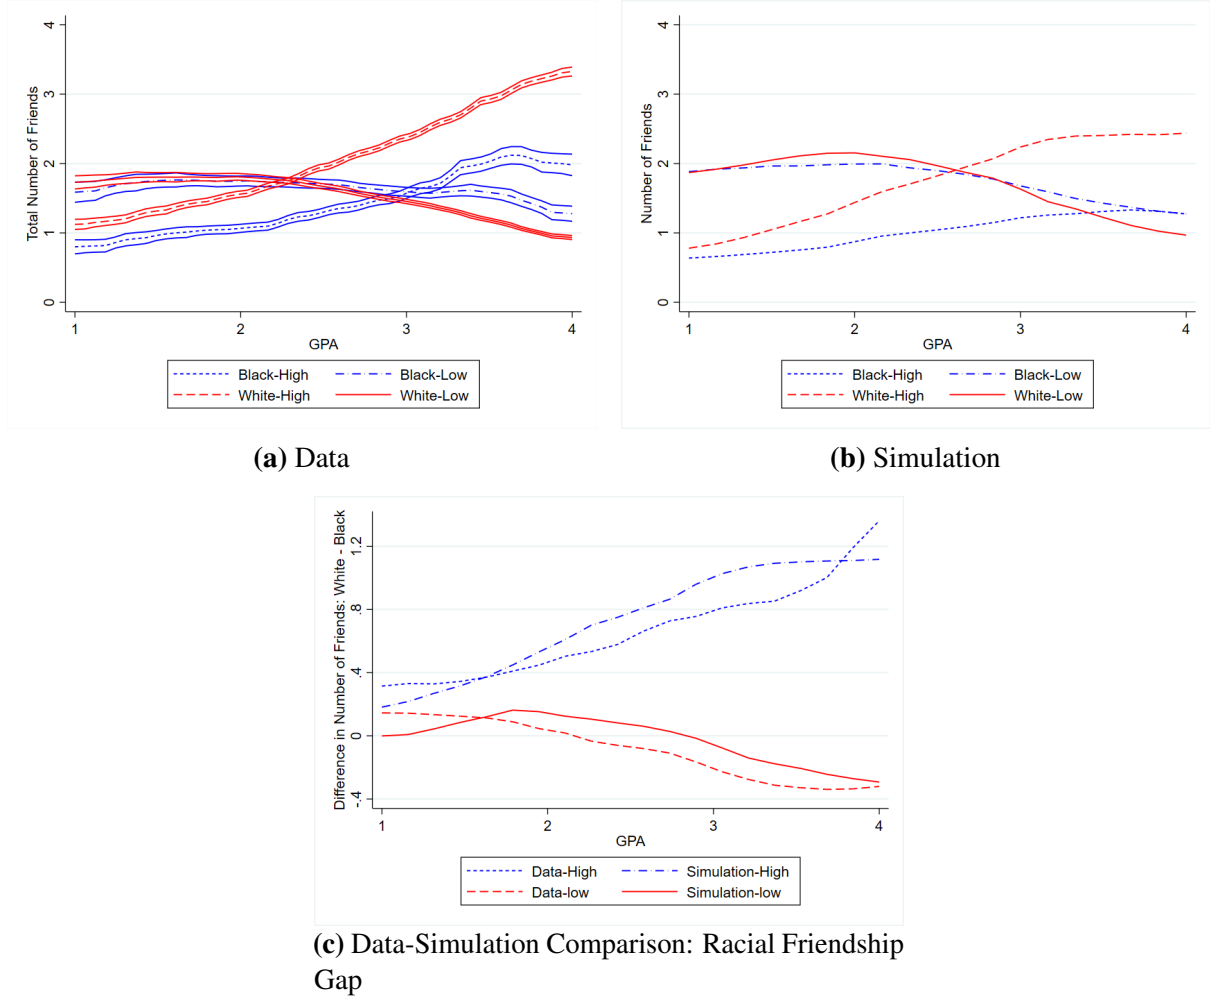 Total Number of Friends
4
3
2
1
0
1 2 3 4
GPA
Black-High Black-Low
White-High White-Low
(a) Data
Number of Friends
4
3
2
1
0
1 2 3 4
GPA
Black-High Black-Low
White-High White-Low
(b) Simulation
Difference in Number of Friends: White - Black
1.2
.8
.4
0
-.4
1 2 3 4
GPA
Data-High Simulation-High
Data-low Simulation-low
(c) Data-Simulation Comparison: Racial Friendship
Gap